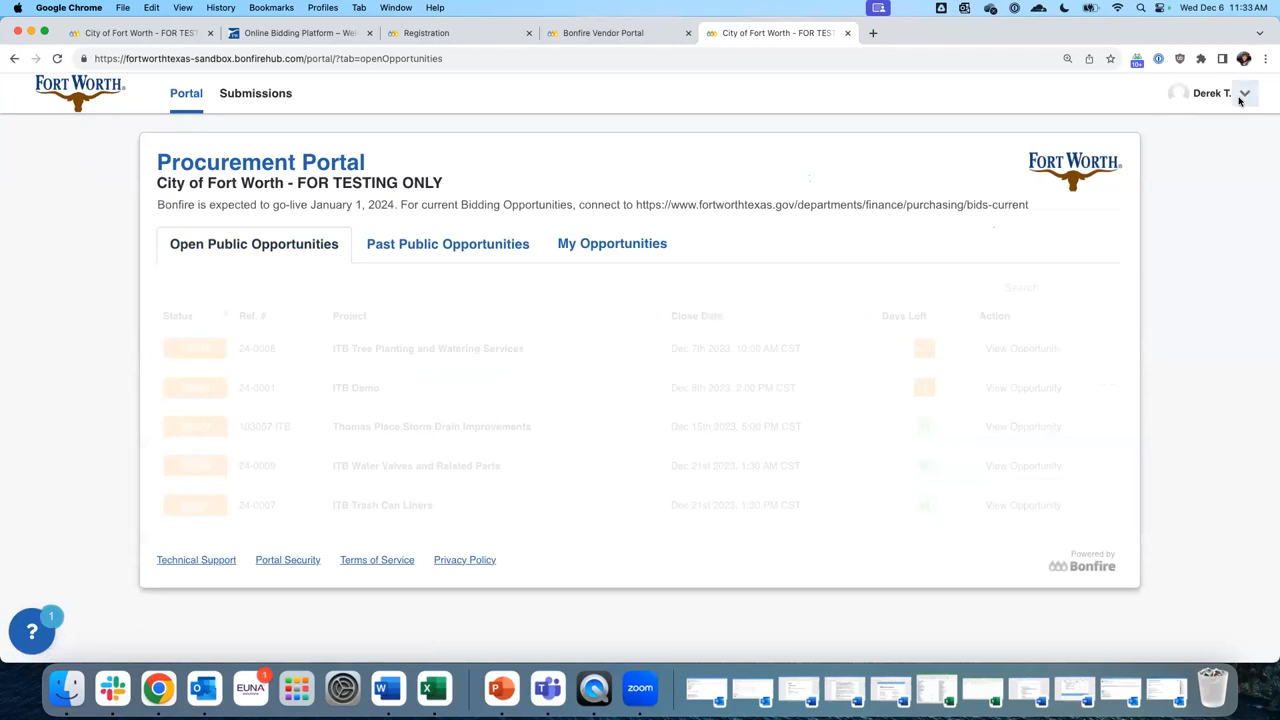 Google Chrome File Edit View History Bookmarks Profiles Tab Window Help Wed Dec 6 11:33 AM
City of Fort Worth - FOR TEST Online Bidding Platform – We Registration Bonfire Vendor Portal City of Fort Worth - FOR TEST
https://fortworthtexas-sandbox.bonfirehub.com/portal/?tab=openOpportunities 10+
FORT WORTH Portal Submissions Derek T.
Procurement Portal
FORT WORTH
City of Fort Worth - FOR TESTING ONLY
Bonfire is expected to go-live January 1, 2024. For current Bidding Opportunities, connect to https://www.fortworthtexas.gov/departments/finance/purchasing/bids-current
Open Public Opportunities Past Public Opportunities My Opportunities
Search
Status Ref. # Project Close Date Days Left Action
24-0008 ITB Tree Planting and Watering Services Dec 7th 2023, 10:00 AM CST View Opportunity
24-0001 ITB Demo Dec 8th 2023, 2:00 PM CST View Opportunity
103057 ITB Thomas Place Storm Drain Improvements Dec 15th 2023, 5:00 PM CST View Opportunity
24-0009 ITB Water Valves and Related Parts Dec 21st 2023, 1:30 AM CST View Opportunity
24-0007 ITB Trash Can Liners Dec 21st 2023, 1:30 PM CST View Opportunity
Technical Support Portal Security Terms of Service Privacy Policy
Powered by
Bonfire
? 1
EUNA 1 zoom